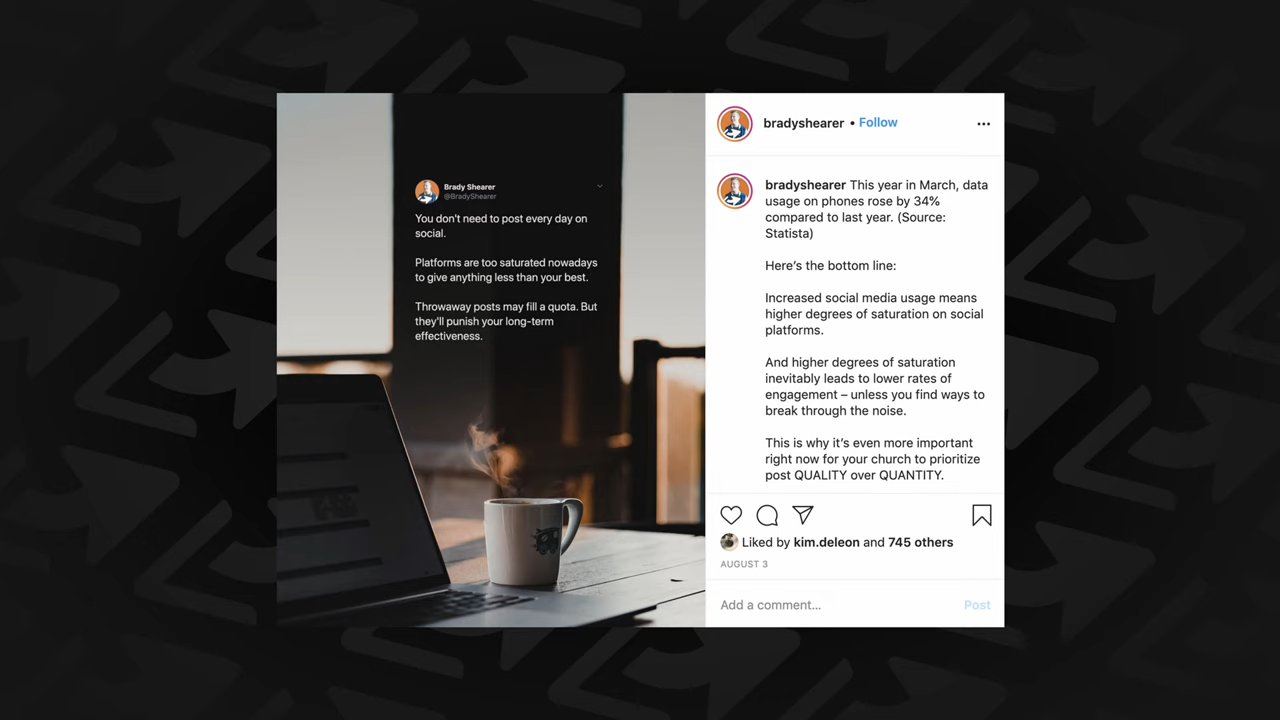 Brady Shearer
@BradyShearer
You don't need to post every day on
social.
Platforms are too saturated nowadays
to give anything less than your best.
Throwaway posts may fill a quota. But
they'll punish your long-term
effectiveness.
bradyshearer • Follow
bradyshearer This year in March, data
usage on phones rose by 34%
compared to last year. (Source:
Statista)
Here's the bottom line:
Increased social media usage means
higher degrees of saturation on social
platforms.
And higher degrees of saturation
inevitably leads to lower rates of
engagement – unless you find ways to
break through the noise.
This is why it's even more important
right now for your church to prioritize
post QUALITY over QUANTITY.
Liked by kim.deleon and 745 others
AUGUST 3
Add a comment... Post